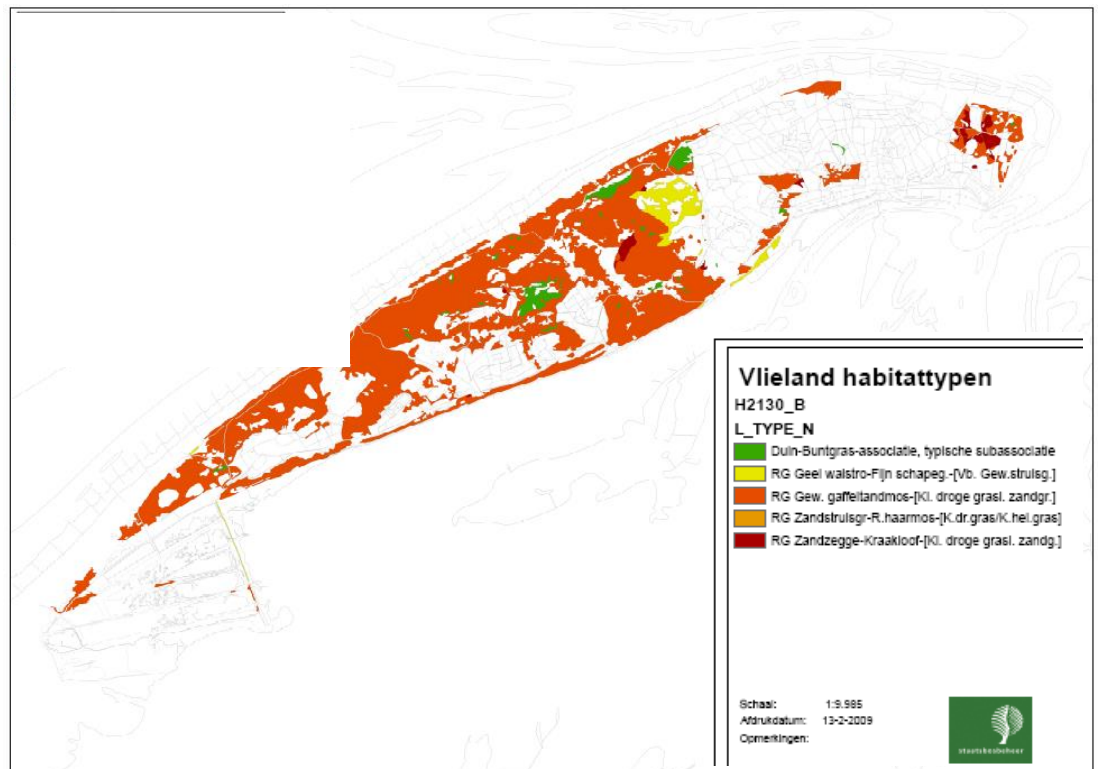 Vlieland habitattypen
H2130_B
L_TYPE_N
Duin-Buntgras-associatie, typische subassociatie
RG Geel walstro-Fijn schapeg.-[Vb. Gew.struisg.]
RG Gew. gaffeltandmos-[Kl. droge grasl. zandgr.]
RG Zandstruisgr-R.haarmos-[K.dr.gras/K.hei.gras]
RG Zandzegge-Kraakloof-[Kl. droge grasl. zandg.]
Schaal: 1:9.985
Afdrukdatum: 13-2-2009
Opmerkingen:
staatsbosbeheer